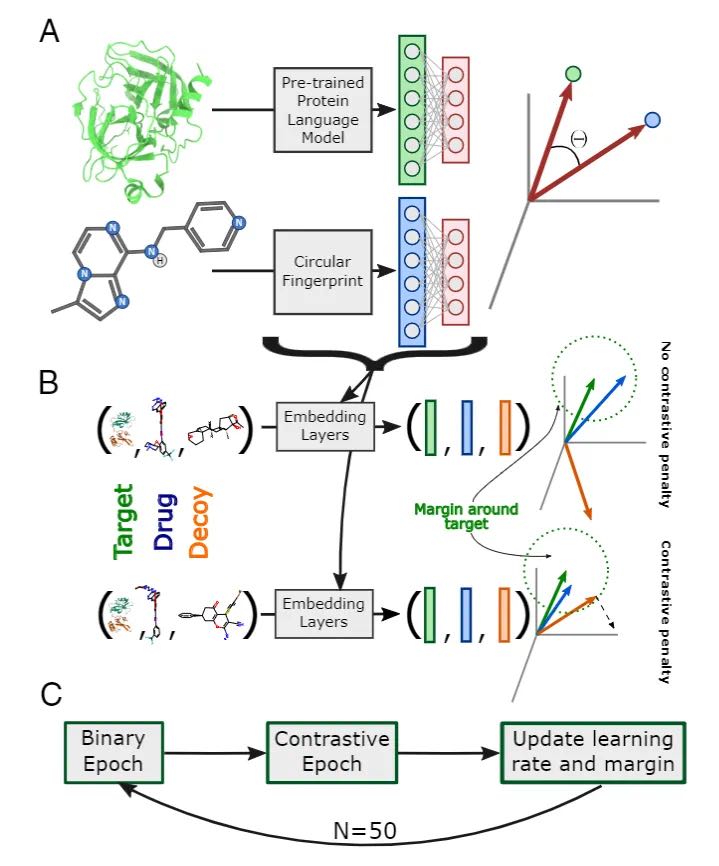 A
Pre-trained
Protein
Language
Model
(-)
N
N
N
H
N
N
Circular
Fingerprint
B
Embedding
Layers
( , , )
( , , )
No contrastive penalty
Target
Drug
Decoy
Margin around
target
Embedding
Layers
( , , )
( , , )
Contrastive penalty
C
Binary
Epoch
Contrastive
Epoch
Update learning
rate and margin
N=50